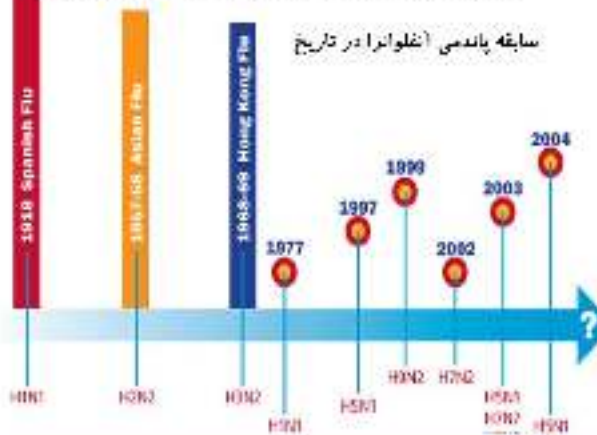 سابقه پاندمی آنفلوانزا در تاریخ
1918 Spanish Flu
1957-58 Asian Flu
1968-69 Hong Kong Flu
1977
1997
1999
2002
2003
2004
?
H1N1
H2N2
H3N2
H1N1
H5N1
H9N2
H7N2
H5N1
H7N2
H5N1